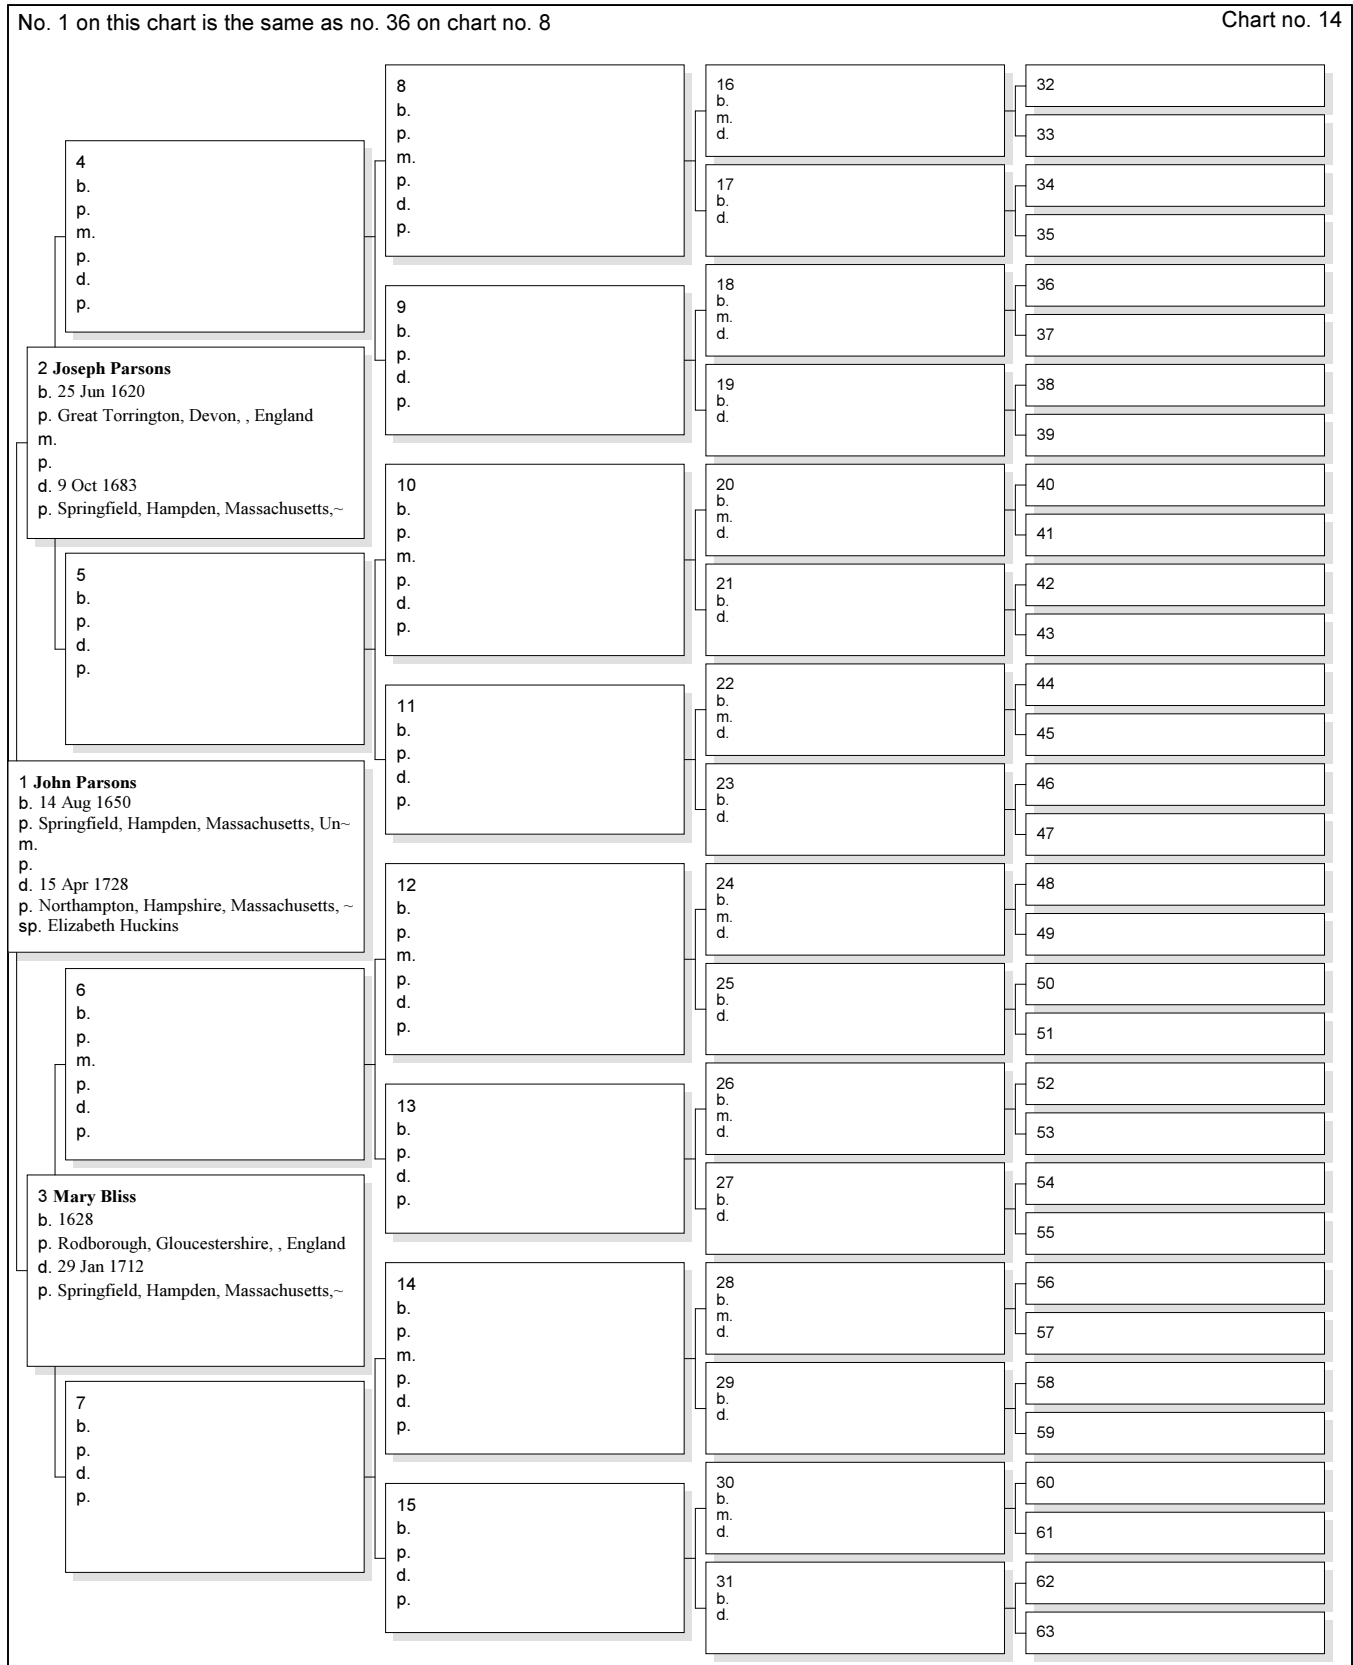 No. 1 on this chart is the same as no. 36 on chart no. 8
Chart no. 14
1 John Parsons
b. 14 Aug 1650
p. Springfield, Hampden, Massachusetts, Un~
m.
p.
d. 15 Apr 1728
p. Northampton, Hampshire, Massachusetts, ~
sp. Elizabeth Huckins
2 Joseph Parsons
b. 25 Jun 1620
p. Great Torrington, Devon, , England
m.
p.
d. 9 Oct 1683
p. Springfield, Hampden, Massachusetts,~
3 Mary Bliss
b. 1628
p. Rodborough, Gloucestershire, , England
d. 29 Jan 1712
p. Springfield, Hampden, Massachusetts,~
4
b.
p.
m.
p.
d.
p.
5
b.
p.
d.
p.
6
b.
p.
m.
p.
d.
p.
7
b.
p.
d.
p.
8
b.
p.
m.
p.
d.
p.
9
b.
p.
d.
p.
10
b.
p.
m.
p.
d.
p.
11
b.
p.
d.
p.
12
b.
p.
m.
p.
d.
p.
13
b.
p.
d.
p.
14
b.
p.
m.
p.
d.
p.
15
b.
p.
d.
p.
16
b.
m.
d.
17
b.
d.
18
b.
m.
d.
19
b.
d.
20
b.
m.
d.
21
b.
d.
22
b.
m.
d.
23
b.
d.
24
b.
m.
d.
25
b.
d.
26
b.
m.
d.
27
b.
d.
28
b.
m.
d.
29
b.
d.
30
b.
m.
d.
31
b.
d.
32
33
34
35
36
37
38
39
40
41
42
43
44
45
46
47
48
49
50
51
52
53
54
55
56
57
58
59
60
61
62
63